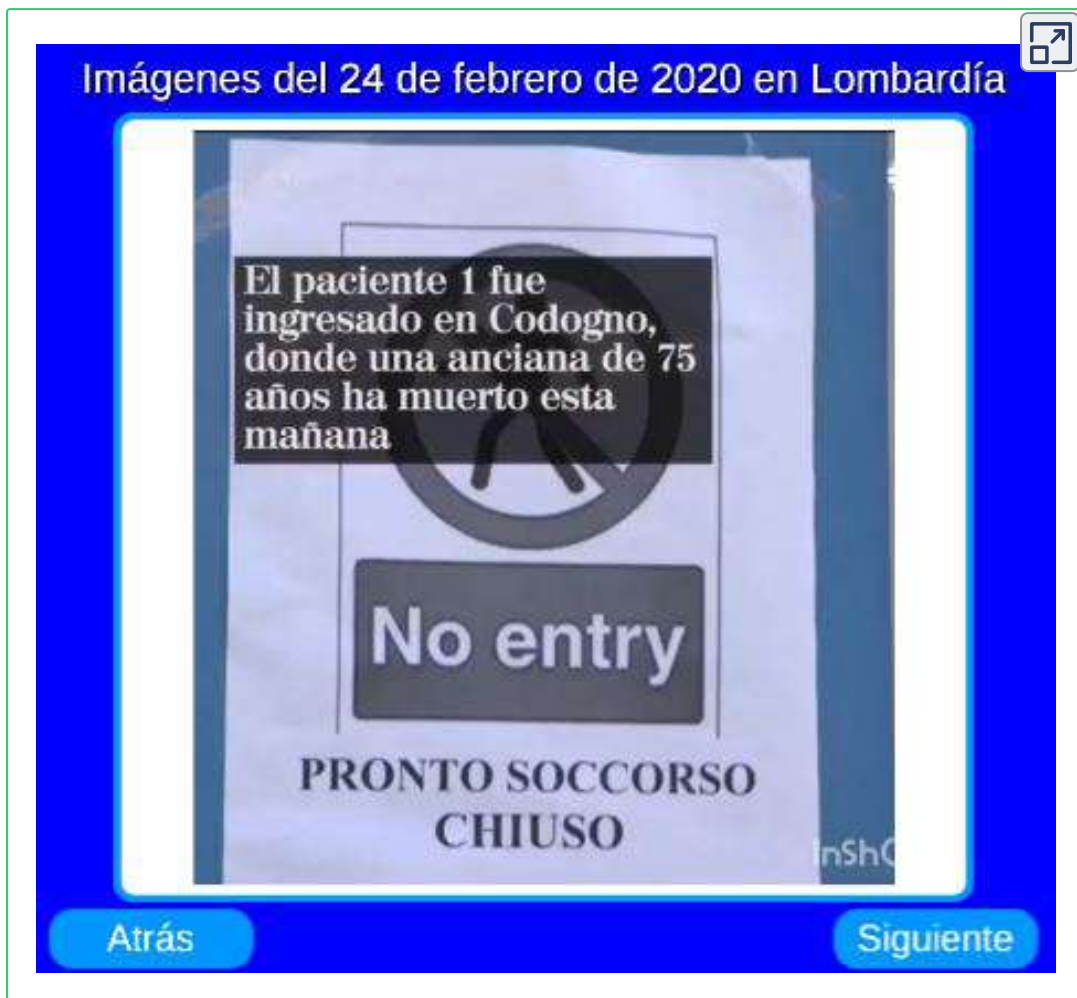 Imágenes del 24 de febrero de 2020 en Lombardía
El paciente 1 fue
ingresado en Codogno,
donde una anciana de 75
años ha muerto esta
mañana
No entry
PRONTO SOCCORSO
CHIUSO
Atrás
Siguiente